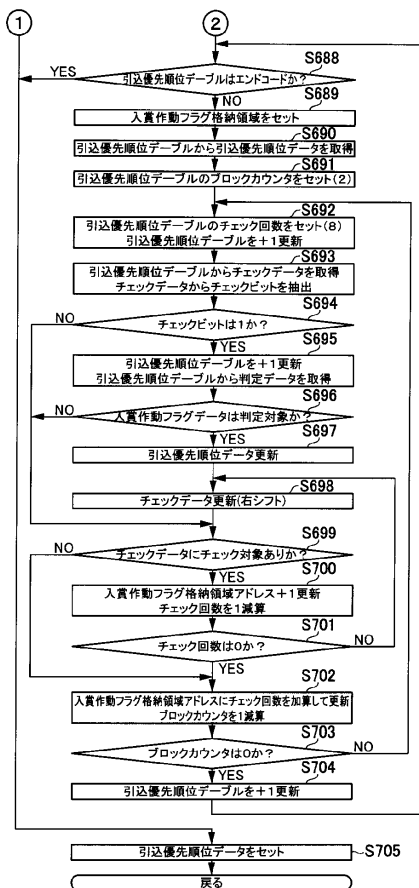 ①
②
S688
YES
引込優先順位テーブルはエンドコードか?
NO
S689
入賞作動フラグ格納領域をセット
S690
引込優先順位テーブルから引込優先順位データを取得
S691
引込優先順位テーブルのブロックカウンタをセット(2)
S692
引込優先順位テーブルのチェック回数をセット(8)
引込優先順位テーブルを+1更新
S693
引込優先順位テーブルからチェックデータを取得
チェックデータからチェックビットを抽出
S694
NO
チェックビットは1か?
YES
S695
引込優先順位テーブルを+1更新
引込優先順位テーブルから判定データを取得
S696
NO
入賞作動フラグデータは判定対象か?
YES
S697
引込優先順位データ更新
S698
チェックデータ更新(右シフト)
S699
NO
チェックデータにチェック対象ありか?
YES
S700
入賞作動フラグ格納領域アドレス+1更新
チェック回数を1減算
S701
チェック回数は0か?
NO
YES
S702
入賞作動フラグ格納領域アドレスにチェック回数を加算して更新
ブロックカウンタを1減算
S703
ブロックカウンタは0か?
NO
YES
S704
引込優先順位テーブルを+1更新
S705
引込優先順位データをセット
戻る